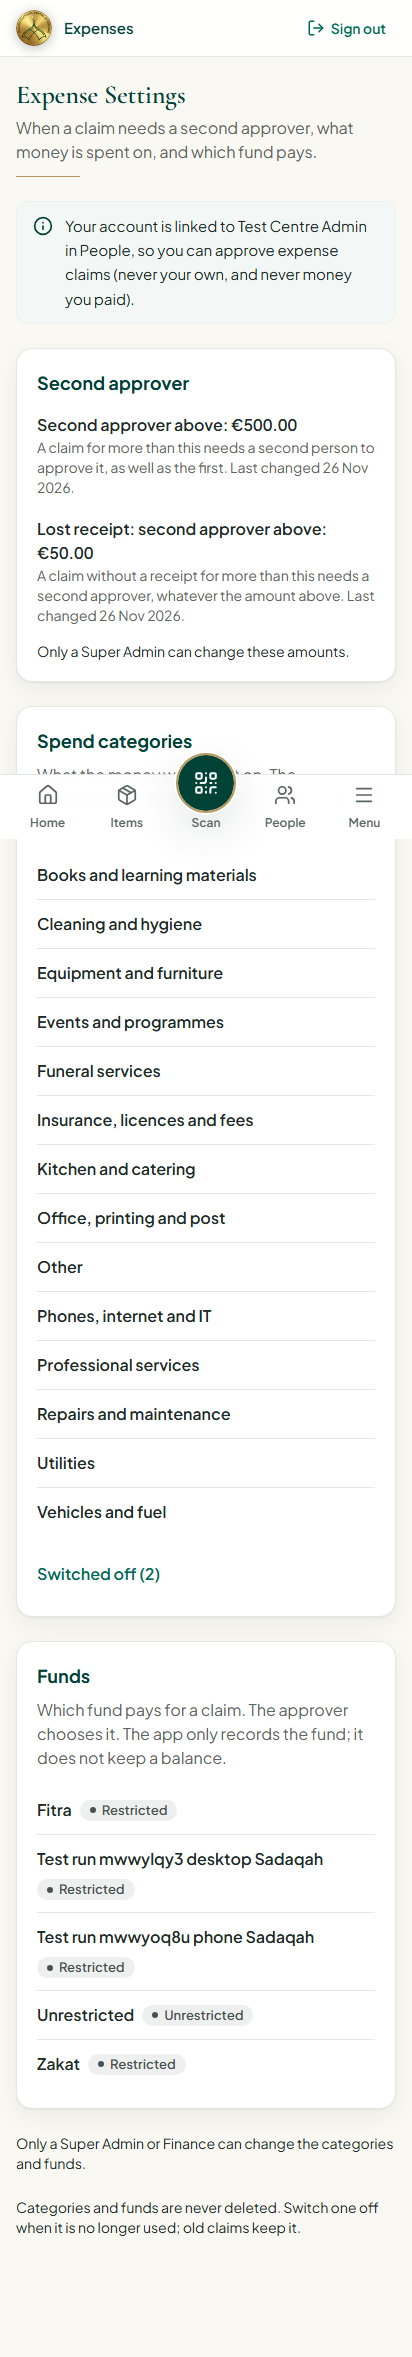 Expenses
Sign out
Expense Settings
When a claim needs a second approver, what
money is spent on, and which fund pays.
Your account is linked to Test Centre Admin
in People, so you can approve expense
claims (never your own, and never money
you paid).
Second approver
Second approver above: €500.00
A claim for more than this needs a second person to
approve it, as well as the first. Last changed 26 Nov
2026.
Lost receipt: second approver above:
€50.00
A claim without a receipt for more than this needs a
second approver, whatever the amount above. Last
changed 26 Nov 2026.
Only a Super Admin can change these amounts.
Spend categories
What the money on. The
Home
Items
Scan
People
Menu
Books and learning materials
Cleaning and hygiene
Equipment and furniture
Events and programmes
Funeral services
Insurance, licences and fees
Kitchen and catering
Office, printing and post
Other
Phones, internet and IT
Professional services
Repairs and maintenance
Utilities
Vehicles and fuel
Switched off (2)
Funds
Which fund pays for a claim. The approver
chooses it. The app only records the fund; it
does not keep a balance.
Fitra Restricted
Test run mwwylqy3 desktop Sadaqah
Restricted
Test run mwwyoq8u phone Sadaqah
Restricted
Unrestricted Unrestricted
Zakat Restricted
Only a Super Admin or Finance can change the categories
and funds.
Categories and funds are never deleted. Switch one off
when it is no longer used; old claims keep it.